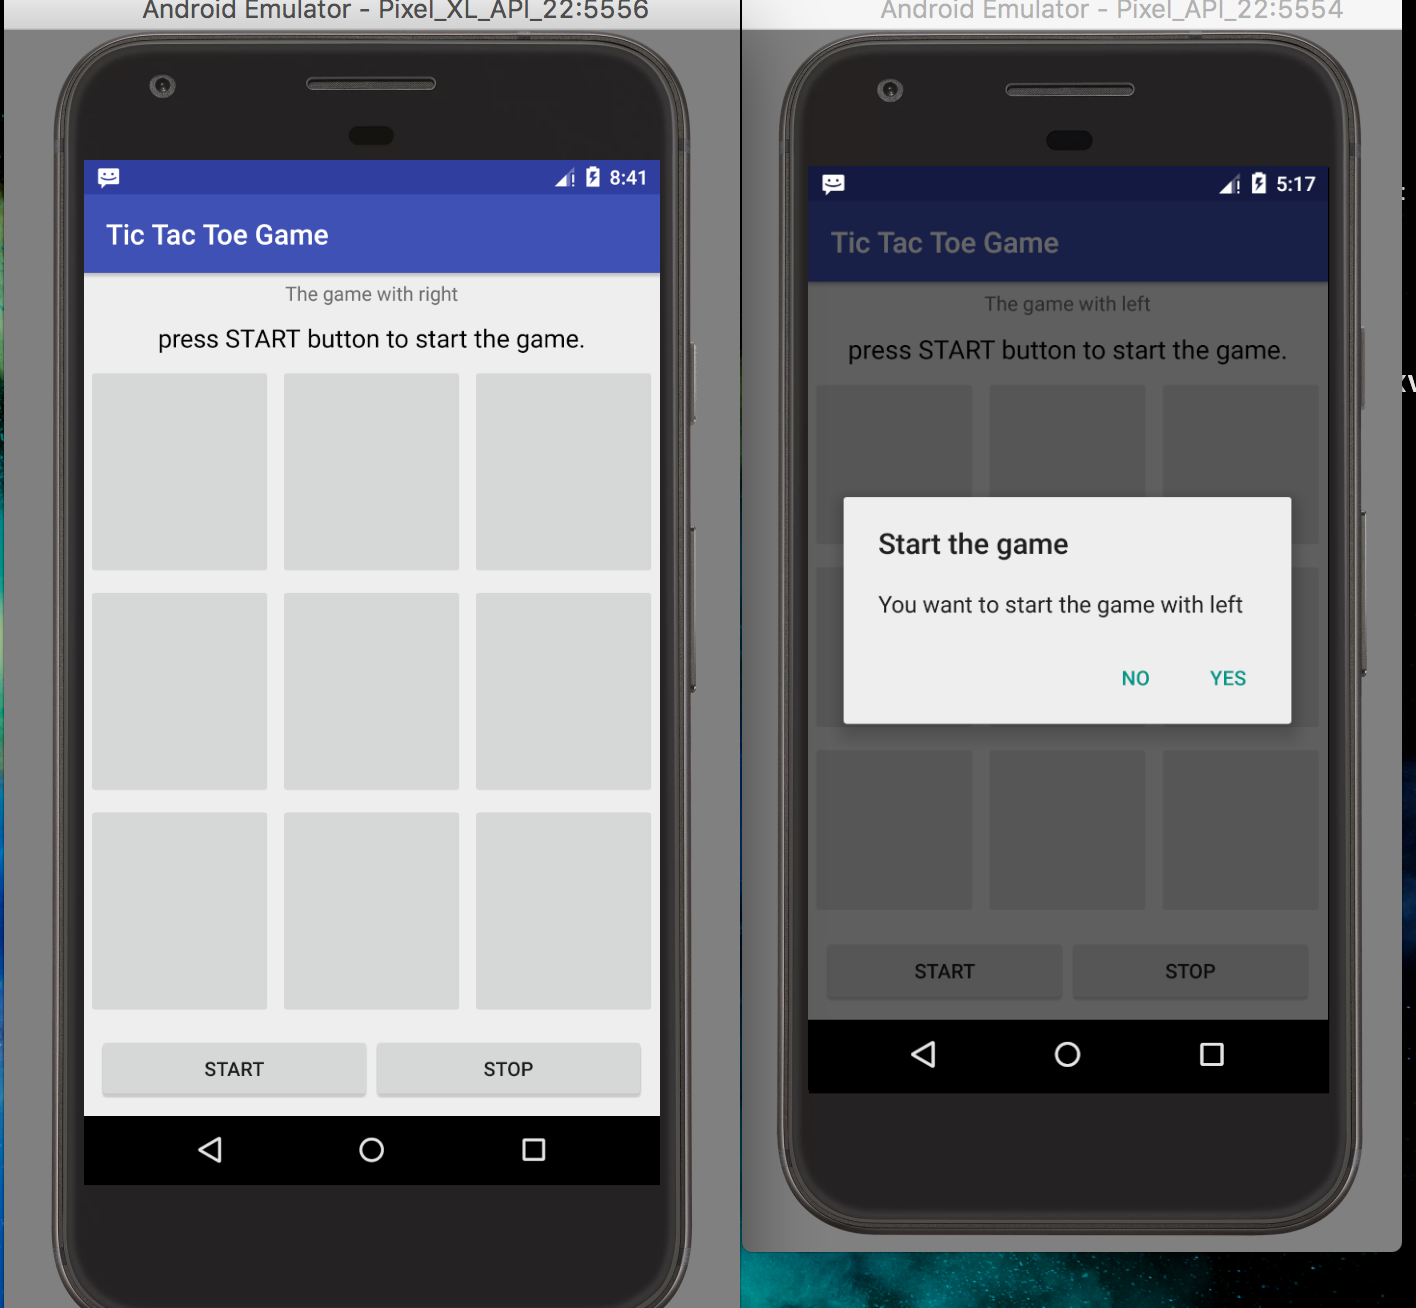 Android Emulator - Pixel_XL_API_22:5556
8:41
Tic Tac Toe Game
The game with right
press START button to start the game.
START
STOP
Android Emulator - Pixel_API_22:5554
5:17
Tic Tac Toe Game
The game with left
press START button to start the game.
Start the game
You want to start the game with left
NO
YES
START
STOP